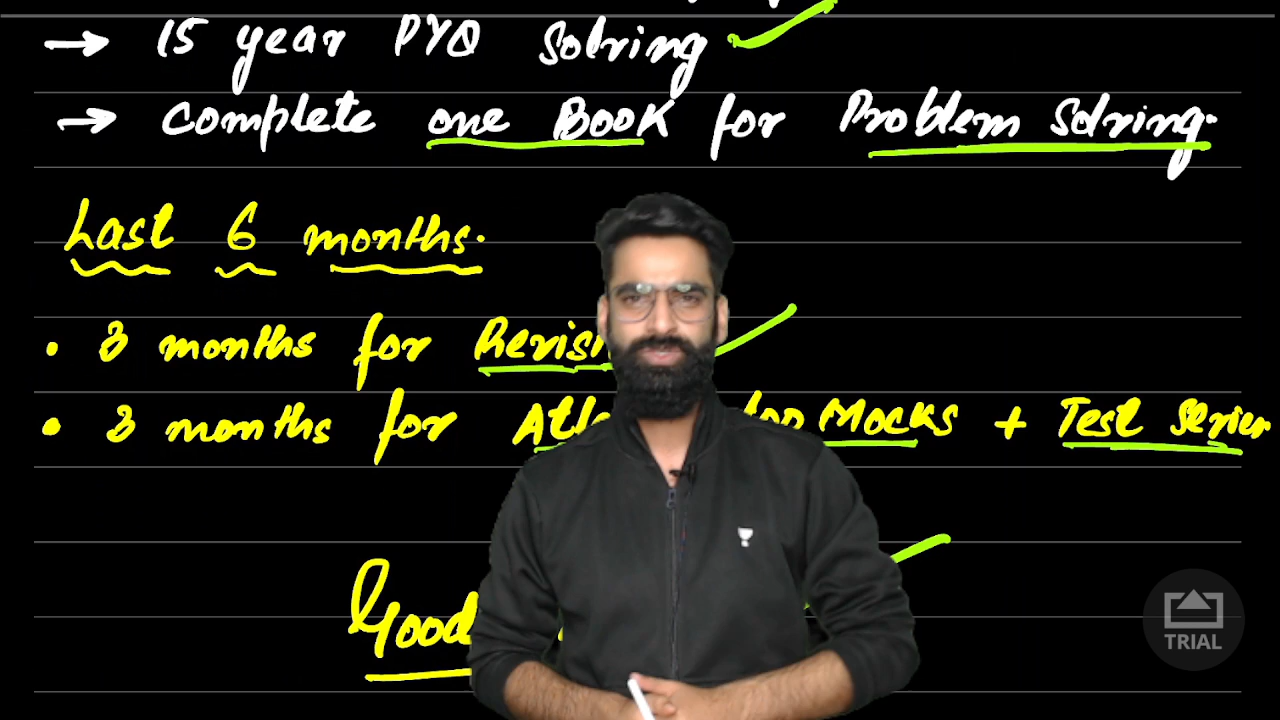 → 15 year PYQ Solving
→ Complete one Book for Problem Solving.
Last 6 months.
• 3 months for
• 3 months for Mocks + Test Series
Good
TRIAL